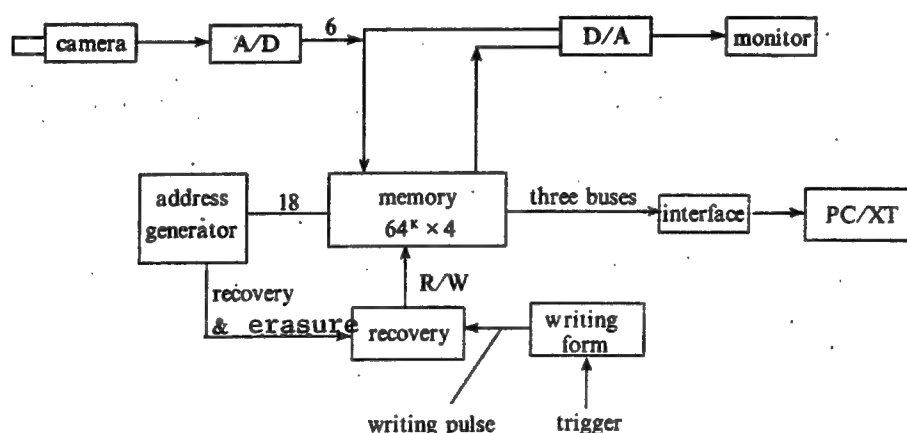 camera
A/D
6
D/A
monitor
address
generator
18
memory
64ᴷ × 4
three buses
interface
PC/XT
R/W
recovery
& erasure
recovery
writing
form
writing pulse
trigger